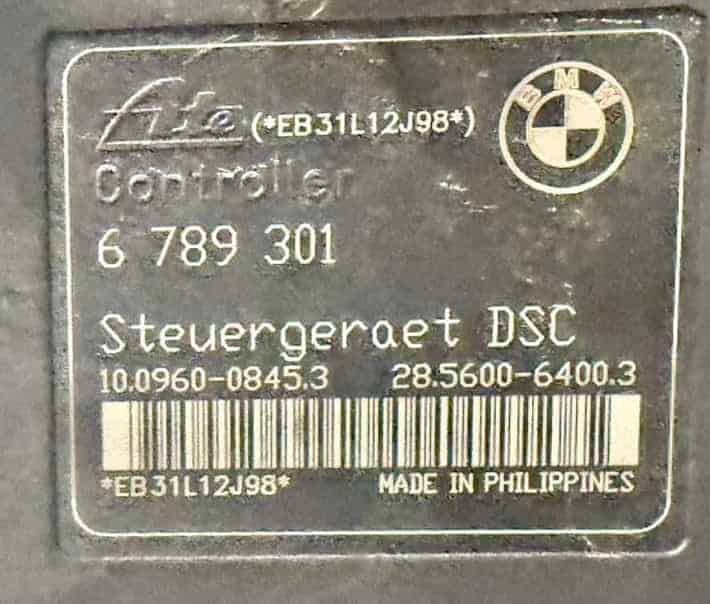 Ate (*EB31L12J98*)
BMW
Controller
6 789 301
Steuergeraet DSC
10.0960-0845.3 28.5600-6400.3
*EB31L12J98* MADE IN PHILIPPINES